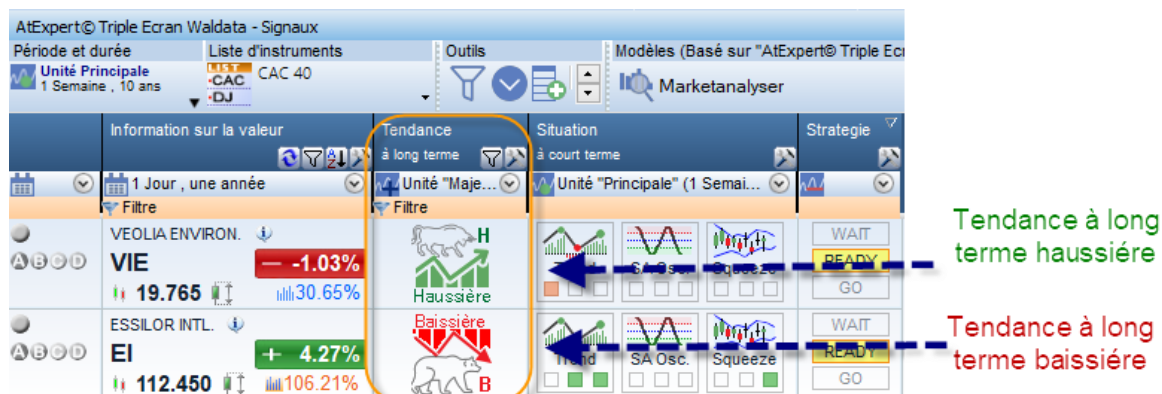 AtExpert© Triple Ecran Waldata - Signaux
Période et durée
Liste d'instruments
Outils
Modèles (Basé sur "AtExpert® Triple Ecr
Unité Principale
1 Semaine , 10 ans
LIST
CAC
DJ
CAC 40
Marketanalyser
Information sur la valeur
Tendance
à long terme
Situation
à court terme
Strategie
1 Jour , une année
Unité "Maje...
Unité "Principale" (1 Semai...
Filtre
Filtre
VEOLIA ENVIRON.
A B C D
VIE
- -1.03%
19.765
30.65%
H
Haussière
SA Osc.
Squeeze
WAIT
READY
GO
Tendance à long
terme haussiére
ESSILOR INTL.
A B C D
EI
+ 4.27%
112.450
106.21%
Baissière
B
Trend
SA Osc.
Squeeze
WAIT
READY
GO
Tendance à long
terme baissiére